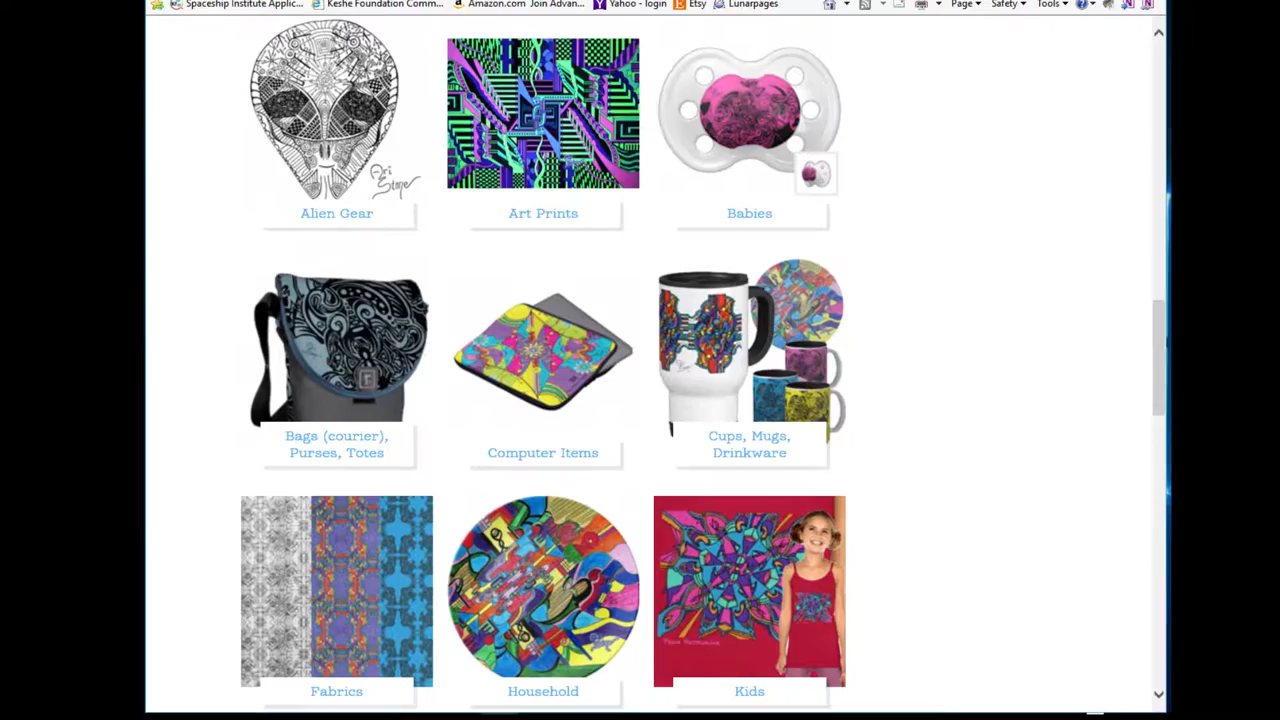 Spaceship Institute Applic...
Keshe Foundation Comm...
Amazon.com Join Advan...
Yahoo - login
Etsy
Lunarpages
Page
Safety
Tools
Alien Gear
Art Prints
Babies
Bags (courier),
Purses, Totes
Computer Items
Cups, Mugs,
Drinkware
Fabrics
Household
Kids